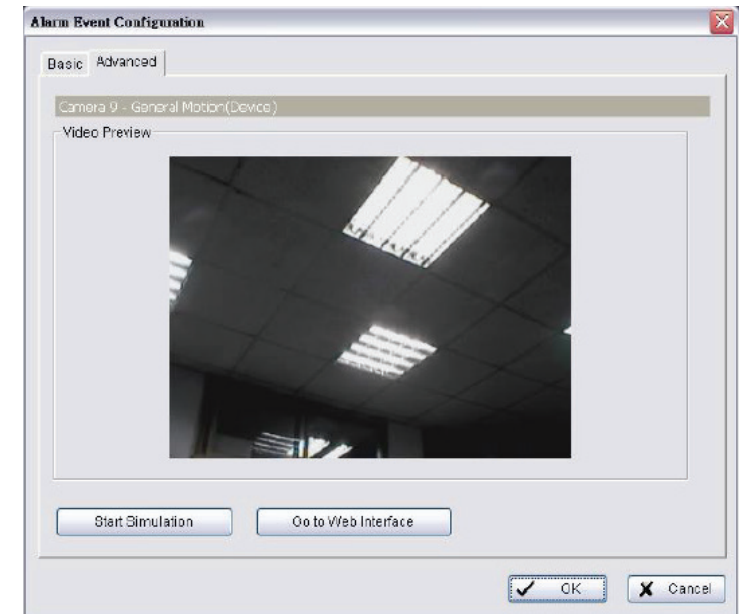 Alarm Event Configuration
Basic Advanced
Camera 9 - General Motion(Device)
Video Preview
Start Simulation Go to Web Interface
OK Cancel